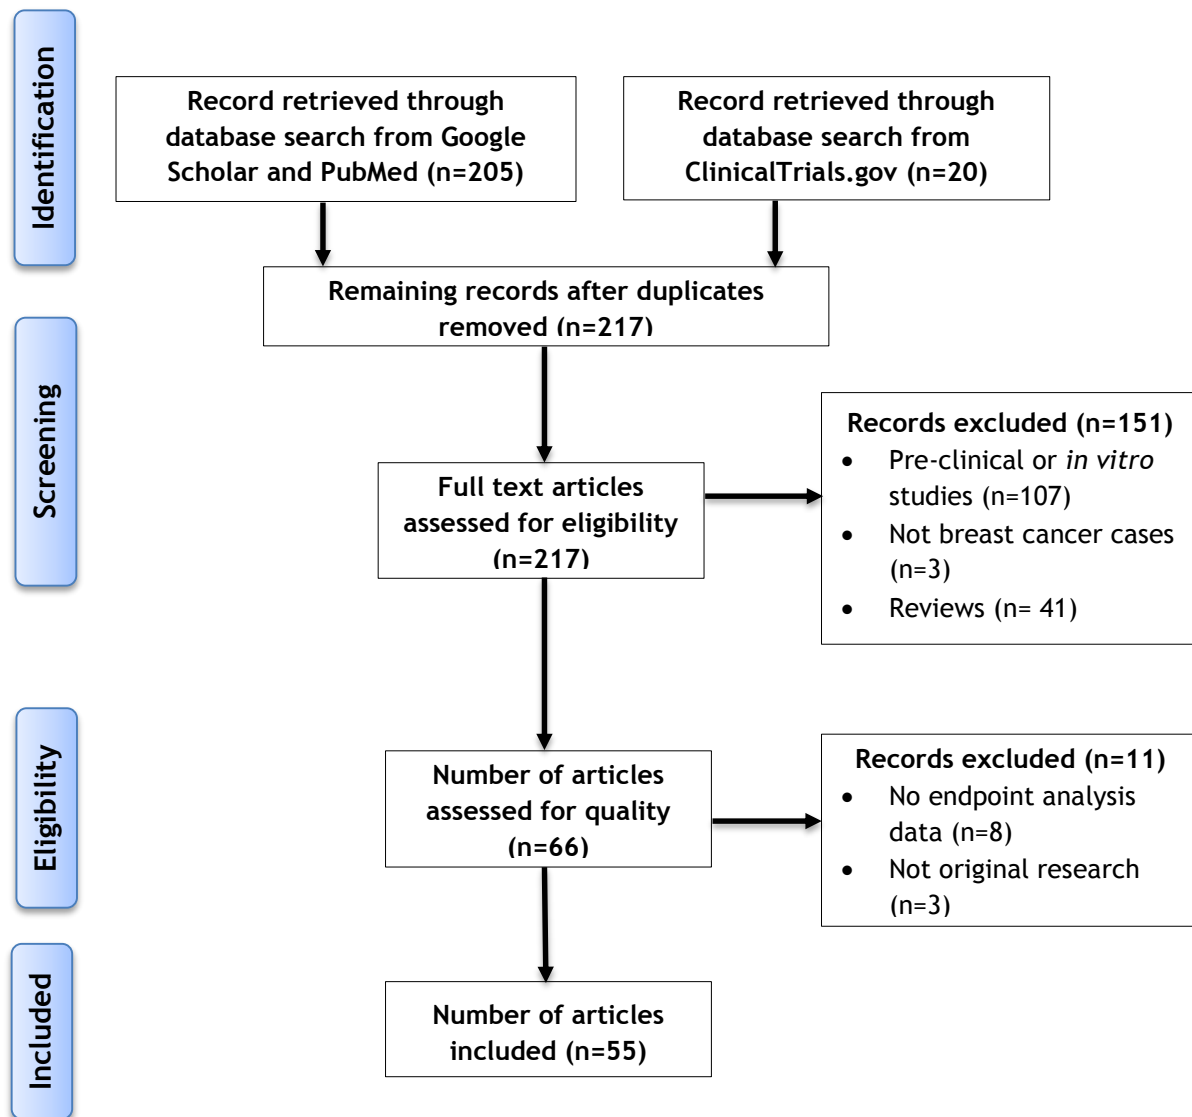 Identification
Record retrieved through
database search from Google
Scholar and PubMed (n=205)
Record retrieved through
database search from
ClinicalTrials.gov (n=20)
Remaining records after duplicates
removed (n=217)
Screening
Full text articles
assessed for eligibility
(n=217)
Records excluded (n=151)
• Pre-clinical or in vitro
studies (n=107)
• Not breast cancer cases
(n=3)
• Reviews (n= 41)
Eligibility
Number of articles
assessed for quality
(n=66)
Records excluded (n=11)
• No endpoint analysis
data (n=8)
• Not original research
(n=3)
Included
Number of articles
included (n=55)